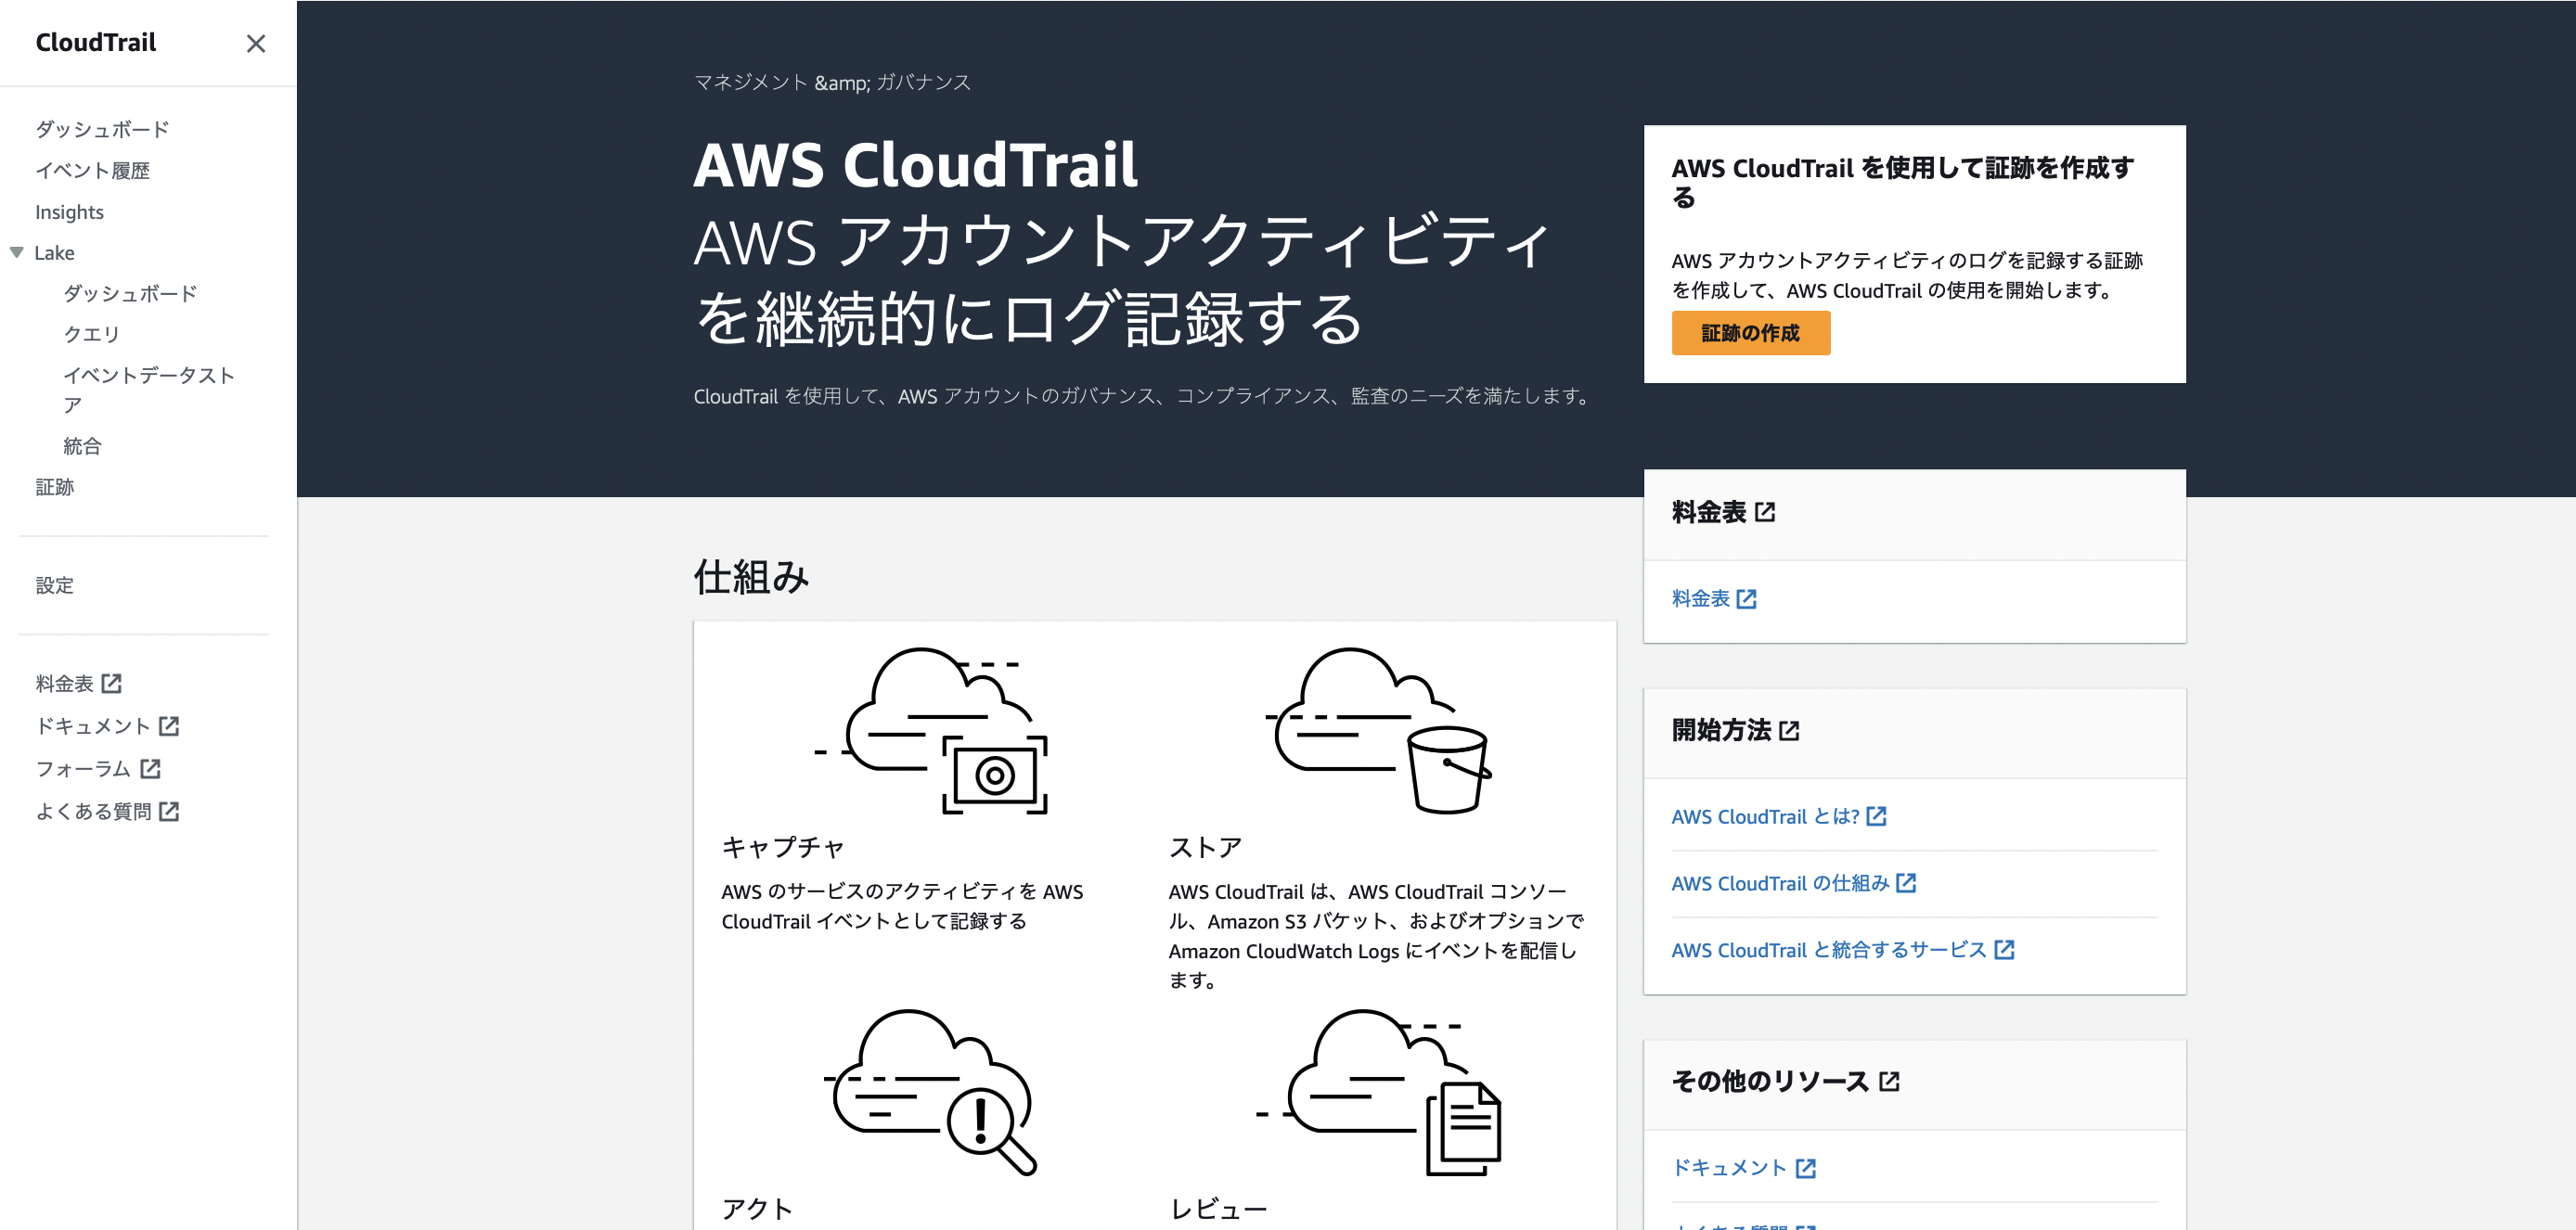 CloudTrail
ダッシュボード
イベント履歴
Insights
Lake
ダッシュボード
クエリ
イベントデータスト
ア
統合
証跡
設定
料金表
ドキュメント
フォーラム
よくある質問
マネジメント &amp; ガバナンス
AWS CloudTrail
AWS アカウントアクティビティ
を継続的にログ記録する
CloudTrail を使用して、AWS アカウントのガバナンス、コンプライアンス、監査のニーズを満たします。
AWS CloudTrail を使用して証跡を作成す
る
AWS アカウントアクティビティのログを記録する証跡
を作成して、AWS CloudTrail の使用を開始します。
証跡の作成
仕組み
キャプチャ
AWS のサービスのアクティビティを AWS
CloudTrail イベントとして記録する
ストア
AWS CloudTrail は、AWS CloudTrail コンソー
ル、Amazon S3 バケット、およびオプションで
Amazon CloudWatch Logs にイベントを配信し
ます。
アクト
レビュー
料金表
料金表
開始方法
AWS CloudTrail とは?
AWS CloudTrail の仕組み
AWS CloudTrail と統合するサービス
その他のリソース
ドキュメント